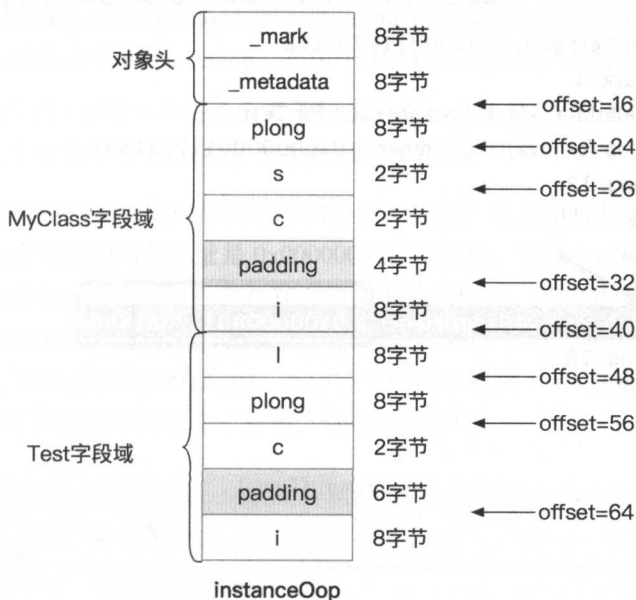 对象头
_mark 8字节
_metadata 8字节
offset=16
MyClass字段域
plong 8字节
offset=24
s 2字节
offset=26
c 2字节
padding 4字节
offset=32
i 8字节
offset=40
Test字段域
l 8字节
offset=48
plong 8字节
offset=56
c 2字节
padding 6字节
offset=64
i 8字节
instanceOop